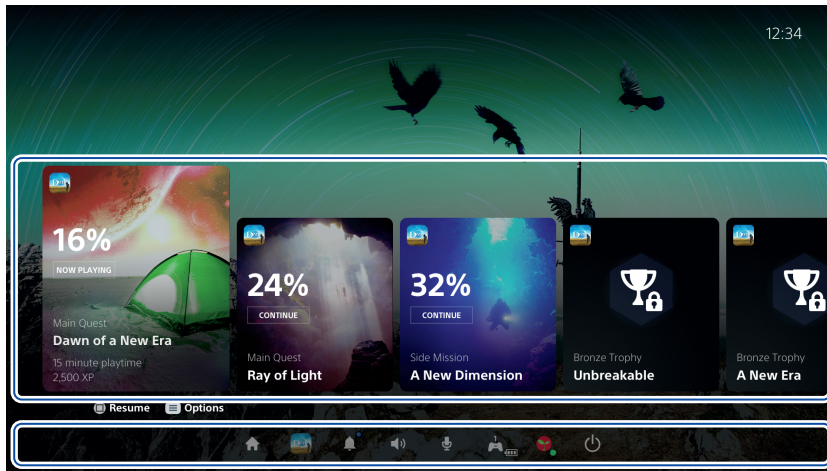 12:34
16%
NOW PLAYING
Main Quest
Dawn of a New Era
15 minute playtime
2,500 XP
24%
CONTINUE
Main Quest
Ray of Light
32%
CONTINUE
Side Mission
A New Dimension
Bronze Trophy
Unbreakable
Bronze Trophy
A New Era
Resume
Options
1